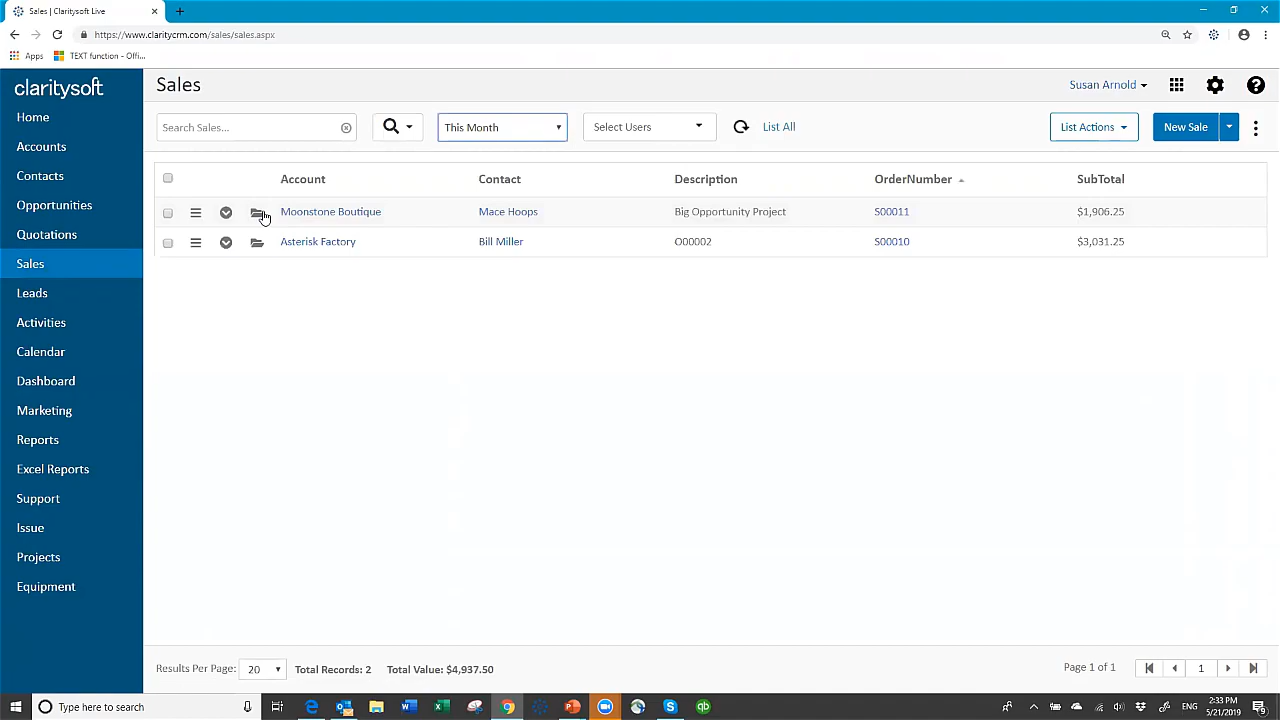 Sales | Claritysoft Live
https://www.claritycrm.com/sales/sales.aspx
Apps
TEXT function - Offi...
claritysoft
Sales
Susan Arnold
Home
Accounts
Contacts
Opportunities
Quotations
Sales
Leads
Activities
Calendar
Dashboard
Marketing
Reports
Excel Reports
Support
Issue
Projects
Equipment
Search Sales...
This Month
Select Users
List All
List Actions
New Sale
Account Contact Description OrderNumber SubTotal
Moonstone Boutique Mace Hoops Big Opportunity Project S00011 $1,906.25
Asterisk Factory Bill Miller O00002 S00010 $3,031.25
Results Per Page: 20 Total Records: 2 Total Value: $4,937.50
Page 1 of 1
1
Type here to search
ENG
2:33 PM
5/21/2019